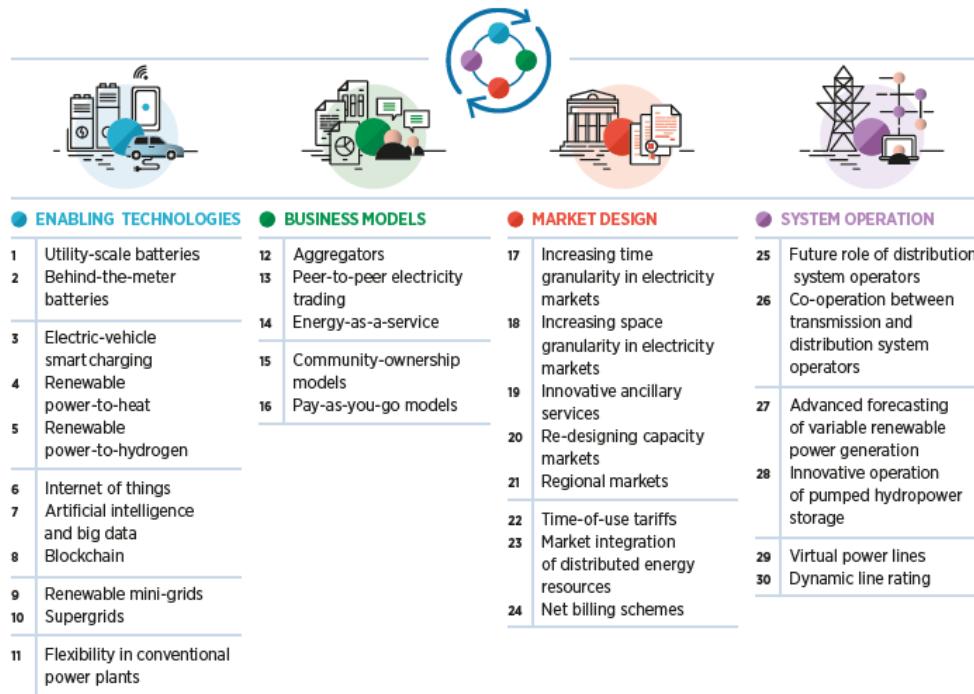 ENABLING TECHNOLOGIES
1 Utility-scale batteries
2 Behind-the-meter
batteries
3 Electric-vehicle
smart charging
4 Renewable
power-to-heat
5 Renewable
power-to-hydrogen
6 Internet of things
7 Artificial intelligence
and big data
8 Blockchain
9 Renewable mini-grids
10 Supergrids
11 Flexibility in conventional
power plants
BUSINESS MODELS
12 Aggregators
13 Peer-to-peer electricity
trading
14 Energy-as-a-service
15 Community-ownership
models
16 Pay-as-you-go models
MARKET DESIGN
17 Increasing time
granularity in electricity
markets
18 Increasing space
granularity in electricity
markets
19 Innovative ancillary
services
20 Re-designing capacity
markets
21 Regional markets
22 Time-of-use tariffs
23 Market integration
of distributed energy
resources
24 Net billing schemes
SYSTEM OPERATION
25 Future role of distribution
system operators
26 Co-operation between
transmission and
distribution system
operators
27 Advanced forecasting
of variable renewable
power generation
28 Innovative operation
of pumped hydropower
storage
29 Virtual power lines
30 Dynamic line rating